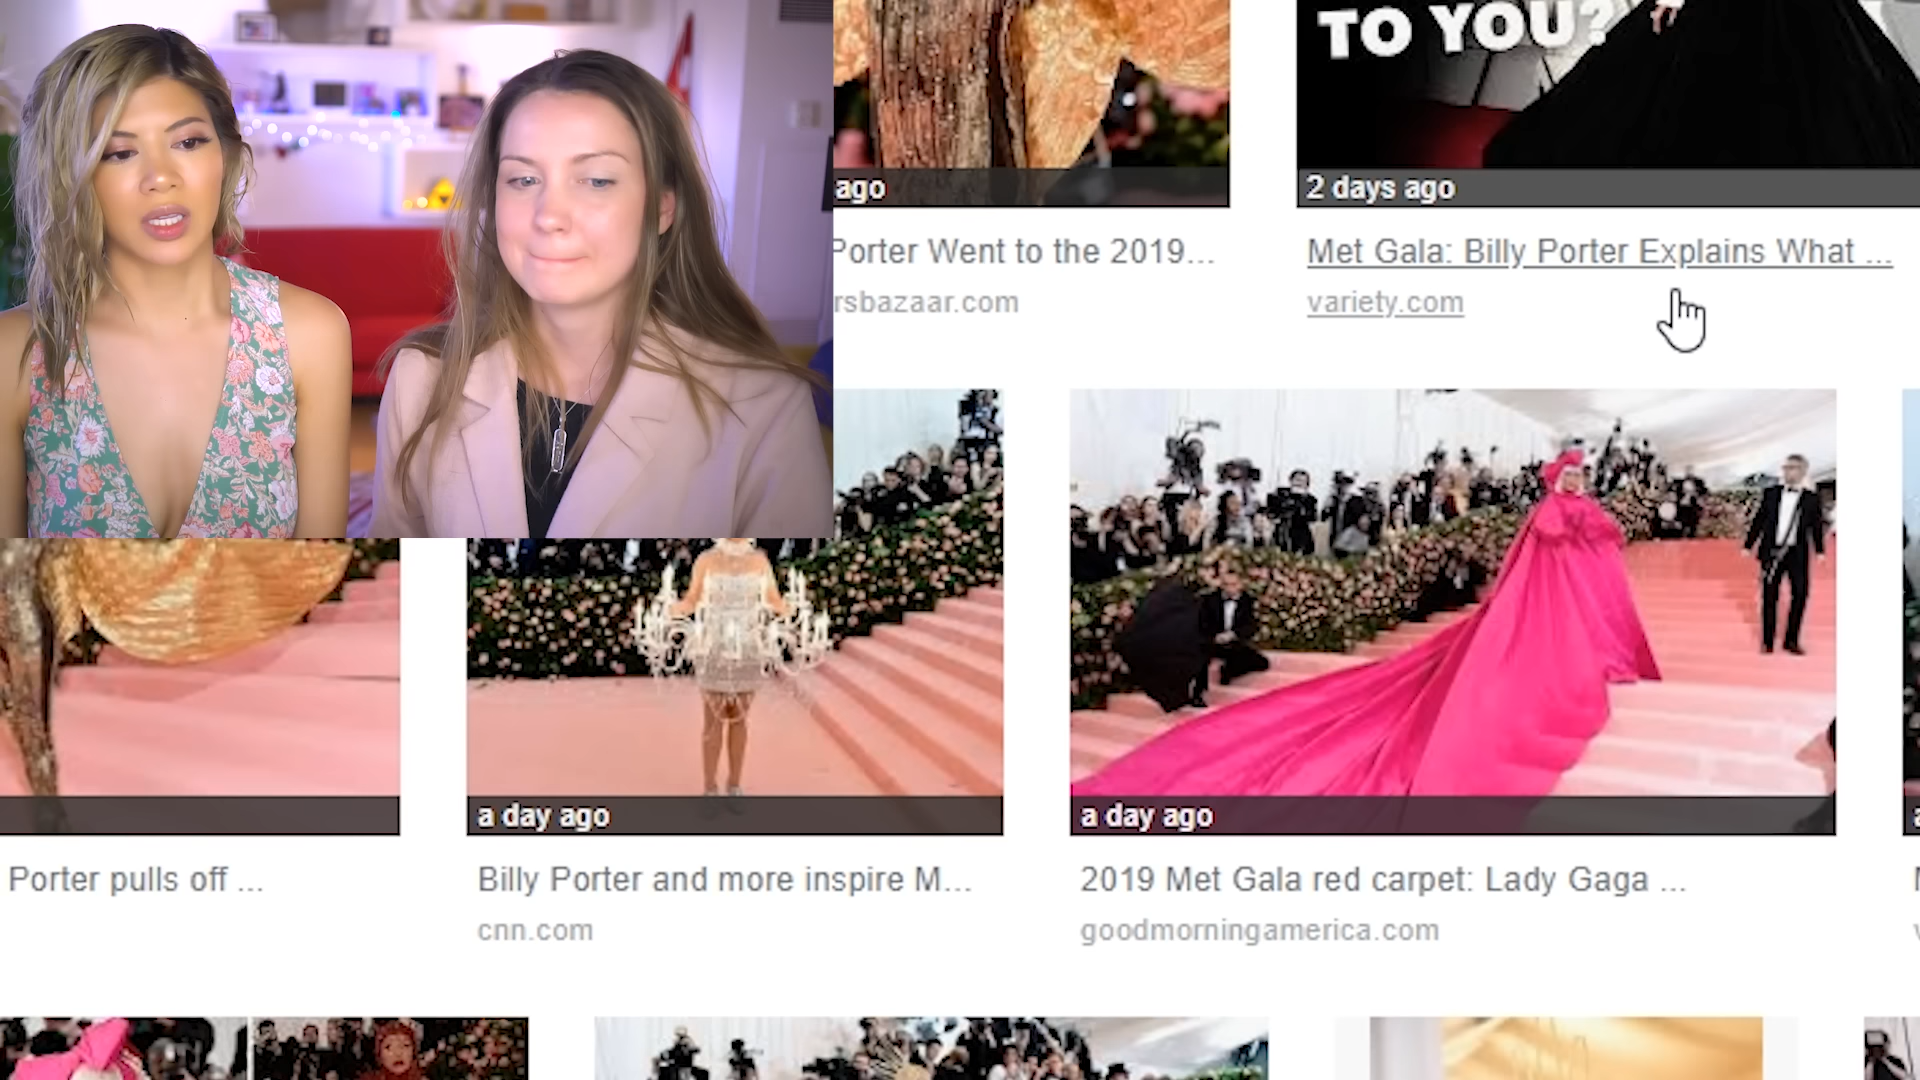 TO YOU?
ago
2 days ago
Porter Went to the 2019...
Met Gala: Billy Porter Explains What ...
rsbazaar.com
variety.com
a day ago
a day ago
Porter pulls off ...
Billy Porter and more inspire M...
2019 Met Gala red carpet: Lady Gaga ...
cnn.com
goodmorningamerica.com